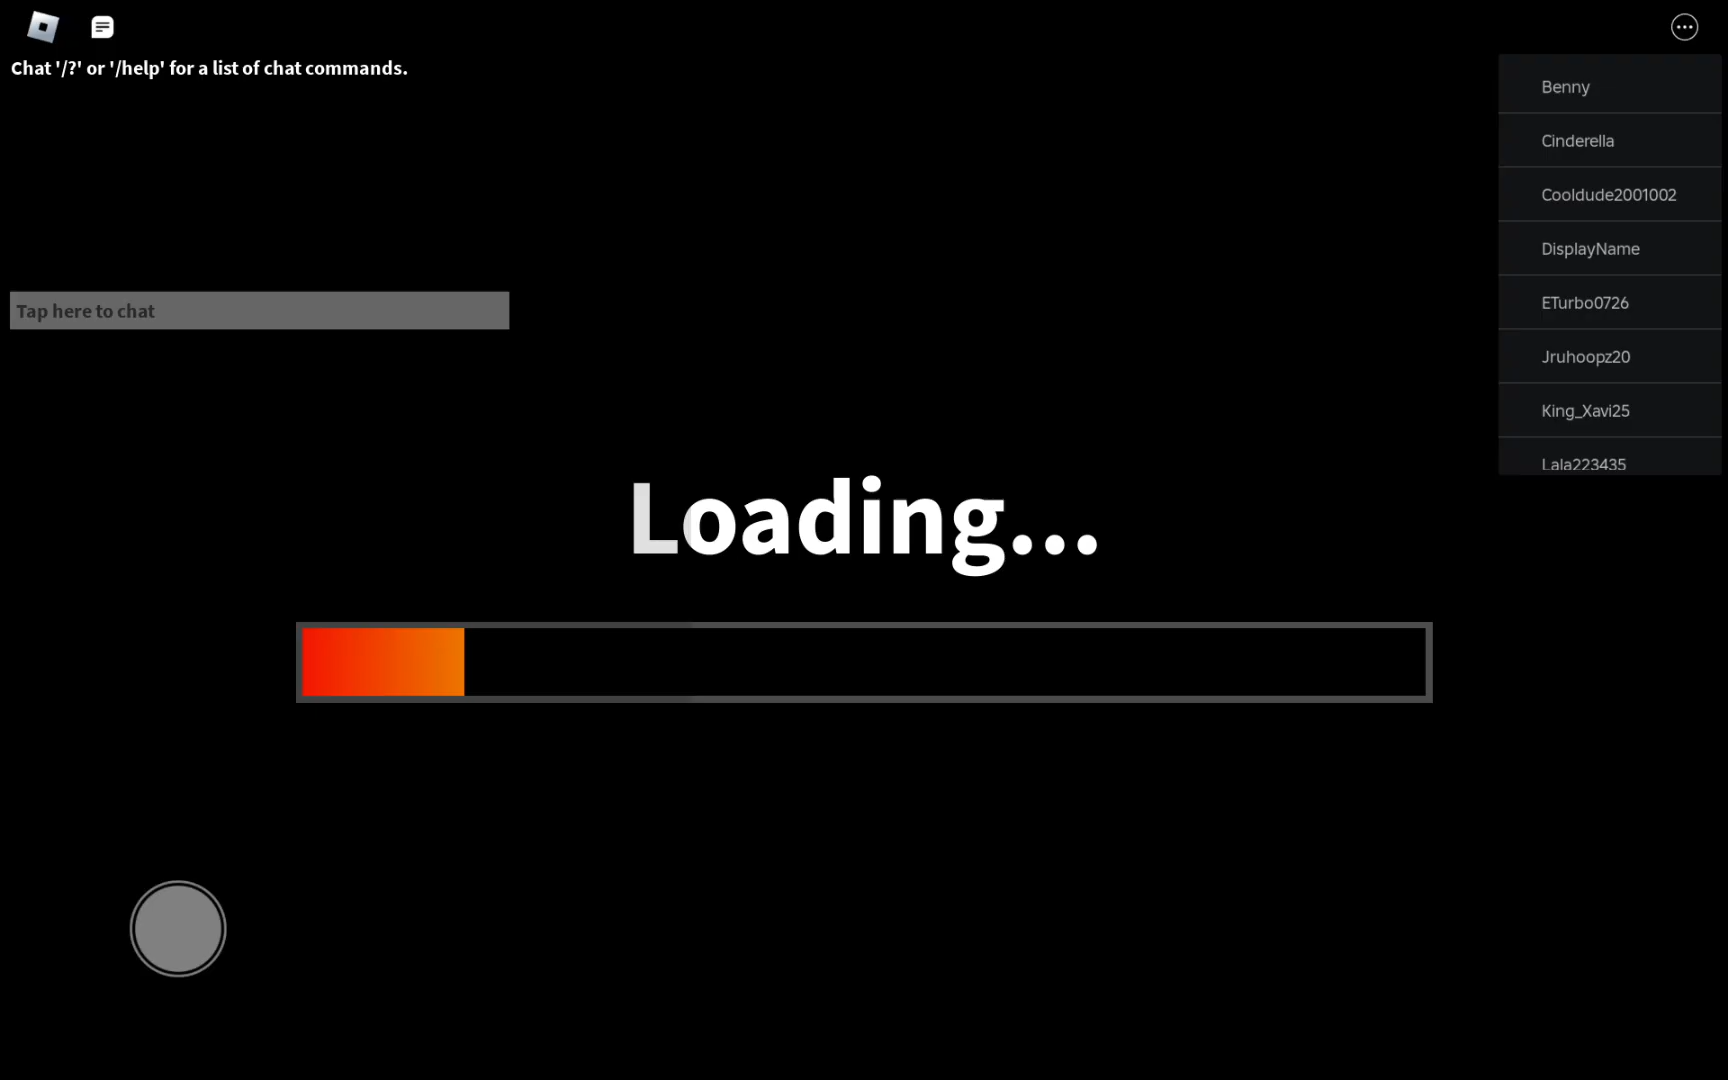 Chat '/?' or '/help' for a list of chat commands.
Benny
Cinderella
Cooldude2001002
DisplayName
ETurbo0726
Tap here to chat
Jruhoopz20
King_Xavi25
Lala223435
Loading...